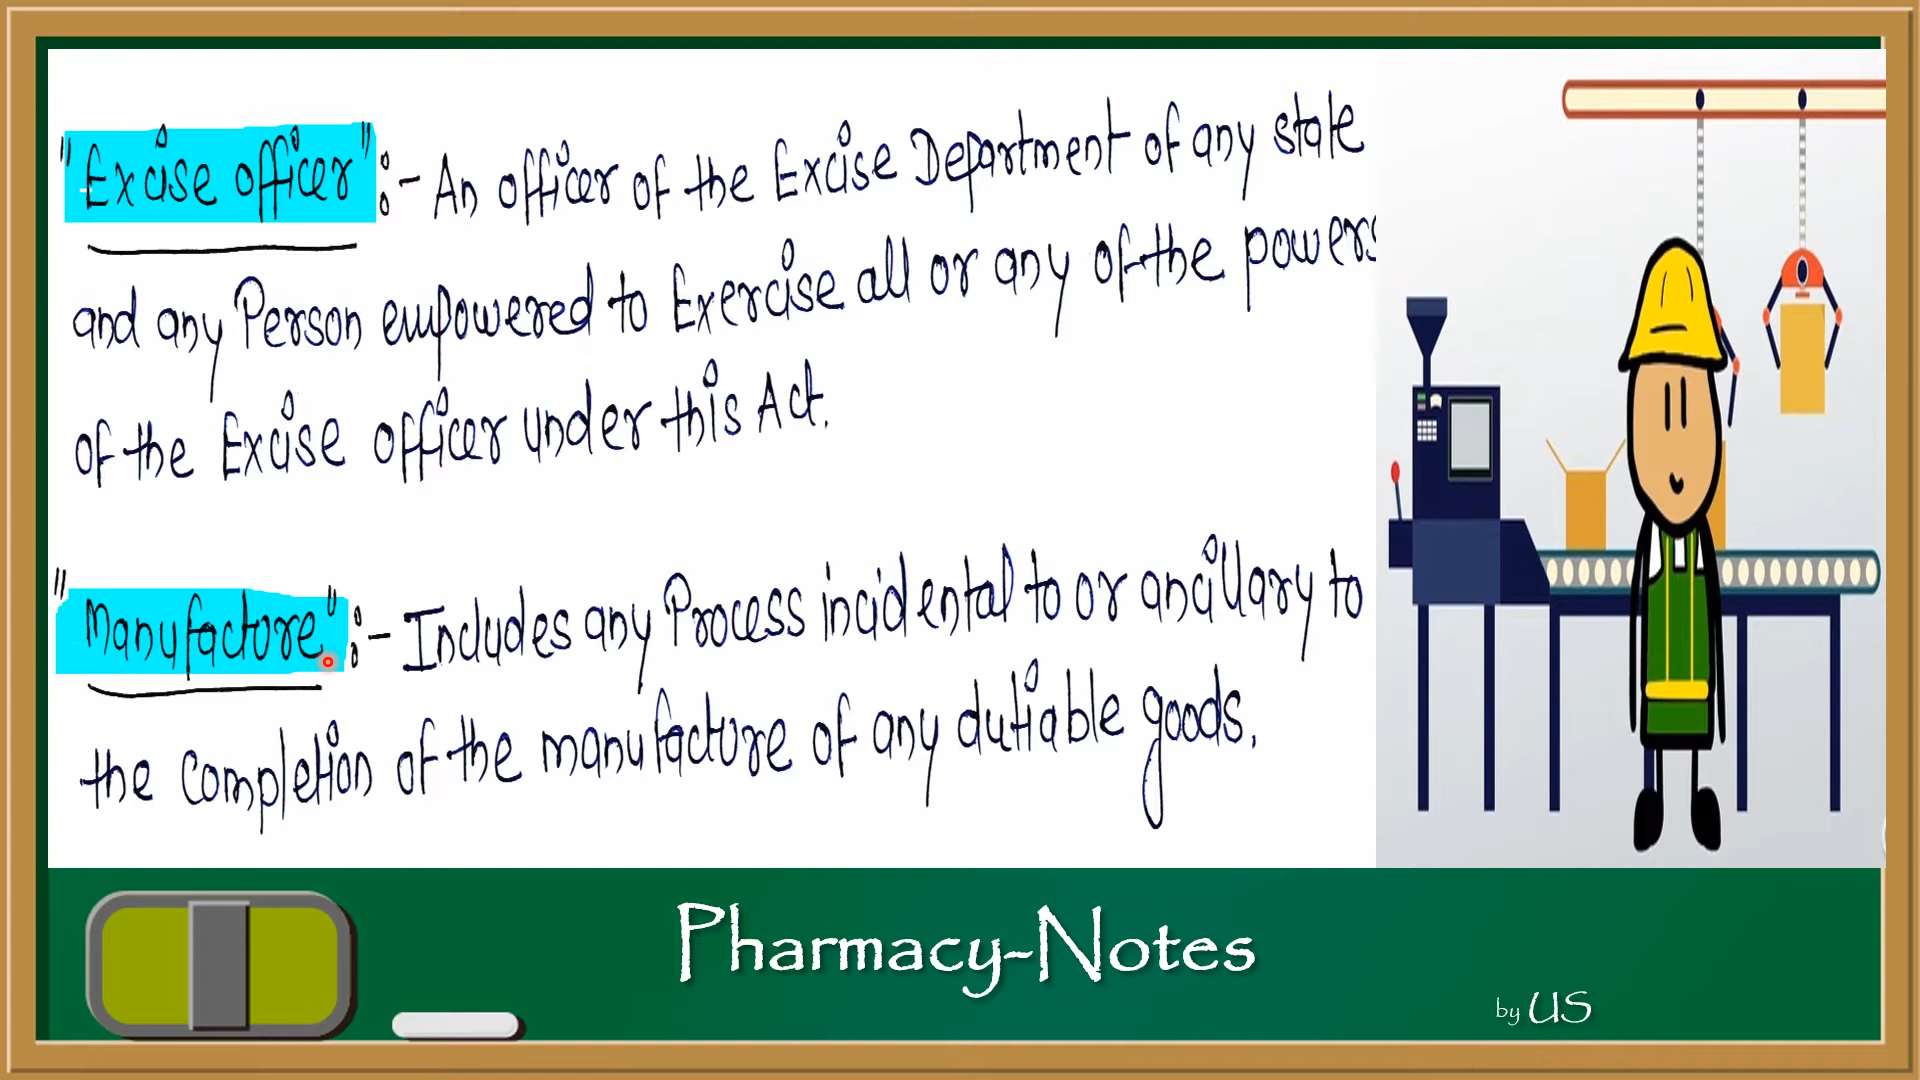 "Excise officer" :- An officer of the Excise Department of any state
and any Person empowered to Exercise all or any of the powers
of the Excise officer under this Act.
"Manufacture" :- Includes any Process incidental to or ancillary to
the completion of the manufacture of any dutiable goods.
Pharmacy-Notes
by US